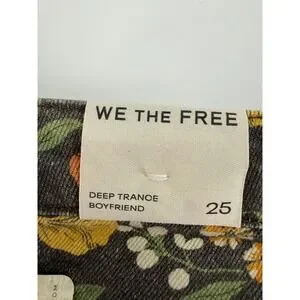 WE THE FREE
DEEP TRANCE
BOYFRIEND 25